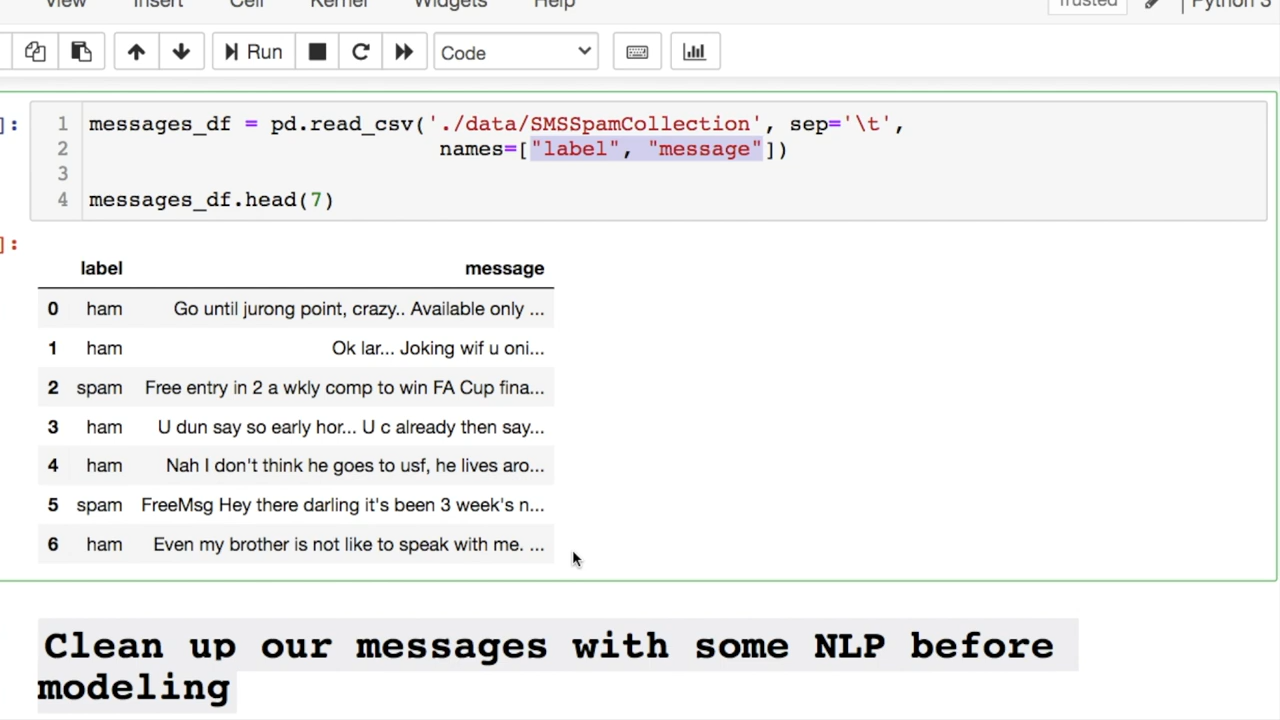 View Insert Cell Kernel Widgets Help Trusted Python 3
Run Code
]: 1 messages_df = pd.read_csv('./data/SMSSpamCollection', sep='\t',
2 names=["label", "message"])
3
4 messages_df.head(7)
]:
label message
0 ham Go until jurong point, crazy.. Available only ...
1 ham Ok lar... Joking wif u oni...
2 spam Free entry in 2 a wkly comp to win FA Cup fina...
3 ham U dun say so early hor... U c already then say...
4 ham Nah I don't think he goes to usf, he lives aro...
5 spam FreeMsg Hey there darling it's been 3 week's n...
6 ham Even my brother is not like to speak with me. ...
Clean up our messages with some NLP before
modeling